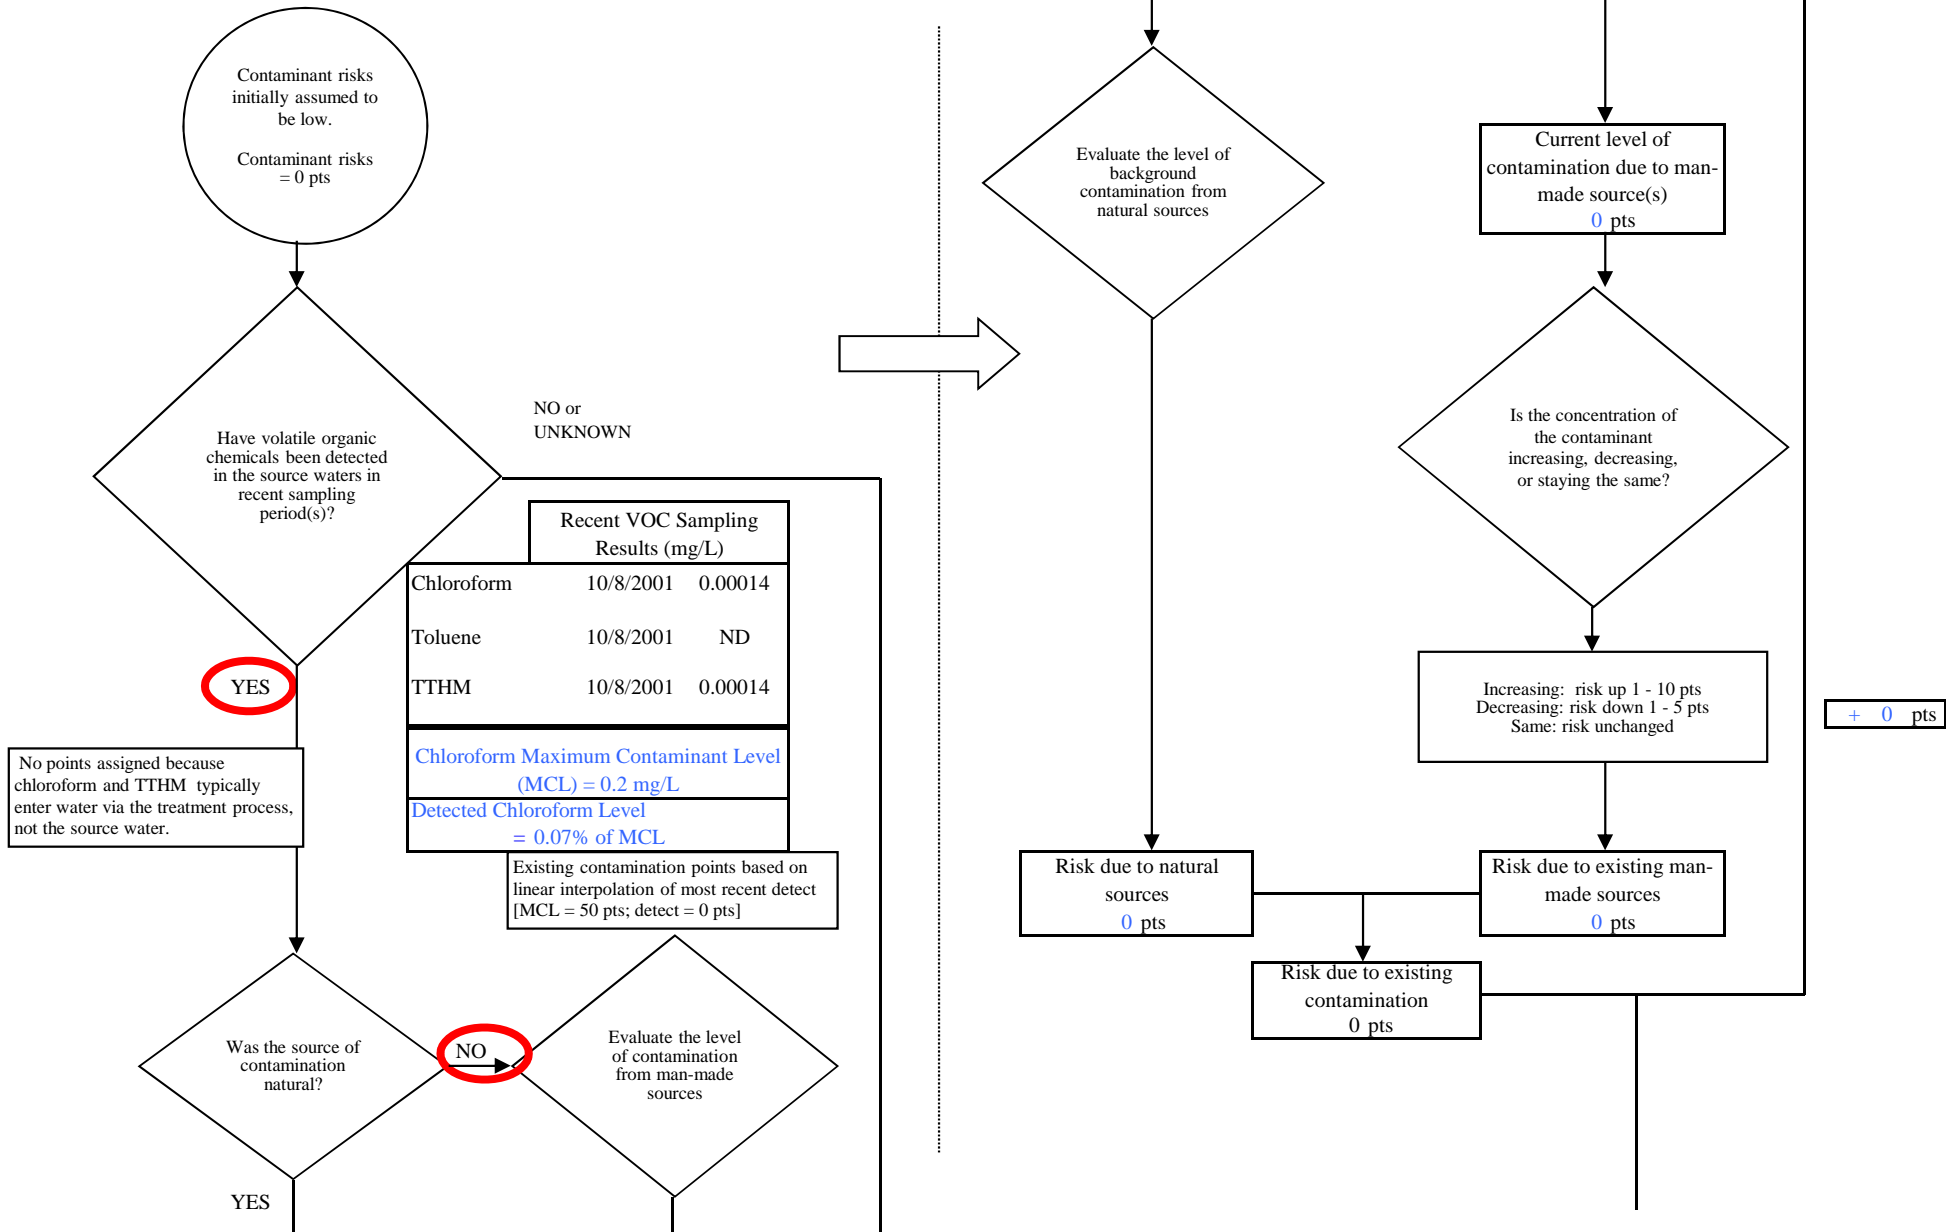 Contaminant risks
initially assumed to
be low.
Contaminant risks
= 0 pts
Have volatile organic
chemicals been detected
in the source waters in
recent sampling
period(s)?
NO or
UNKNOWN
Recent VOC Sampling
Results (mg/L)
Chloroform 10/8/2001 0.00014
Toluene 10/8/2001 ND
TTHM 10/8/2001 0.00014
Chloroform Maximum Contaminant Level
(MCL) = 0.2 mg/L
Detected Chloroform Level
= 0.07% of MCL
YES
No points assigned because
chloroform and TTHM typically
enter water via the treatment process,
not the source water.
Existing contamination points based on
linear interpolation of most recent detect
[MCL = 50 pts; detect = 0 pts]
Was the source of
contamination
natural?
NO
Evaluate the level
of contamination
from man-made
sources
YES
Evaluate the level of
background
contamination from
natural sources
Current level of
contamination due to man-
made source(s)
0 pts
Is the concentration of
the contaminant
increasing, decreasing,
or staying the same?
Increasing: risk up 1 - 10 pts
Decreasing: risk down 1 - 5 pts
Same: risk unchanged
+ 0 pts
Risk due to natural
sources
0 pts
Risk due to existing man-
made sources
0 pts
Risk due to existing
contamination
0 pts